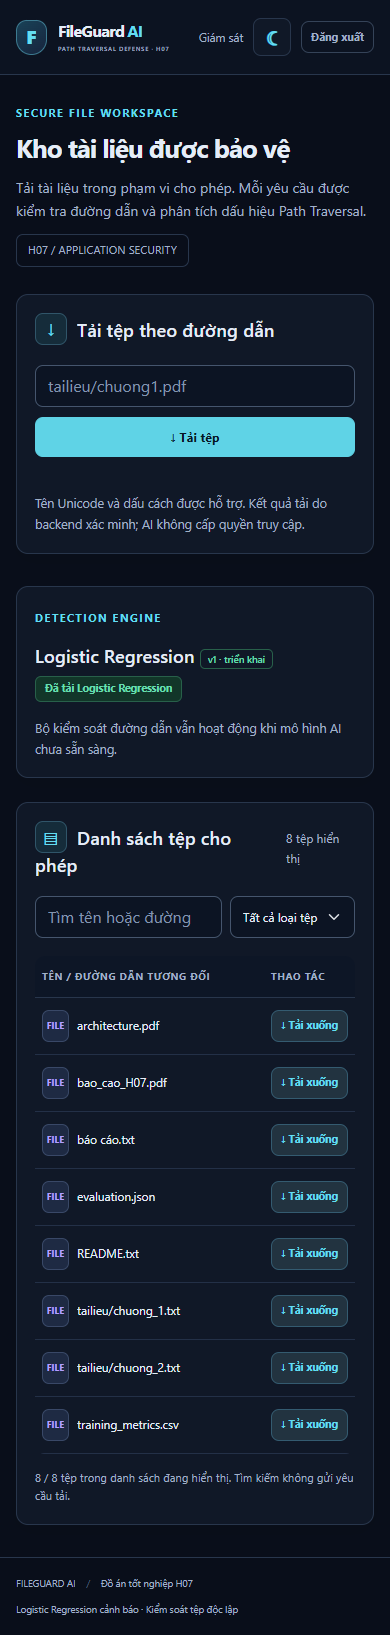 F
FileGuard AI
PATH TRAVERSAL DEFENSE · H07
Giám sát
Đăng xuất
SECURE FILE WORKSPACE
Kho tài liệu được bảo vệ
Tải tài liệu trong phạm vi cho phép. Mỗi yêu cầu được
kiểm tra đường dẫn và phân tích dấu hiệu Path Traversal.
H07 / APPLICATION SECURITY
↓ Tải tệp theo đường dẫn
tailieu/chuong1.pdf
↓ Tải tệp
Tên Unicode và dấu cách được hỗ trợ. Kết quả tải do
backend xác minh; AI không cấp quyền truy cập.
DETECTION ENGINE
Logistic Regression v1 · triển khai
Đã tải Logistic Regression
Bộ kiểm soát đường dẫn vẫn hoạt động khi mô hình AI
chưa sẵn sàng.
Danh sách tệp cho
phép
8 tệp hiển
thị
Tìm tên hoặc đường
Tất cả loại tệp
TÊN / ĐƯỜNG DẪN TƯƠNG ĐỐI THAO TÁC
FILE architecture.pdf ↓ Tải xuống
FILE bao_cao_H07.pdf ↓ Tải xuống
FILE báo cáo.txt ↓ Tải xuống
FILE evaluation.json ↓ Tải xuống
FILE README.txt ↓ Tải xuống
FILE tailieu/chuong_1.txt ↓ Tải xuống
FILE tailieu/chuong_2.txt ↓ Tải xuống
FILE training_metrics.csv ↓ Tải xuống
8 / 8 tệp trong danh sách đang hiển thị. Tìm kiếm không gửi yêu
cầu tải.
FILEGUARD AI / Đồ án tốt nghiệp H07
Logistic Regression cảnh báo · Kiểm soát tệp độc lập